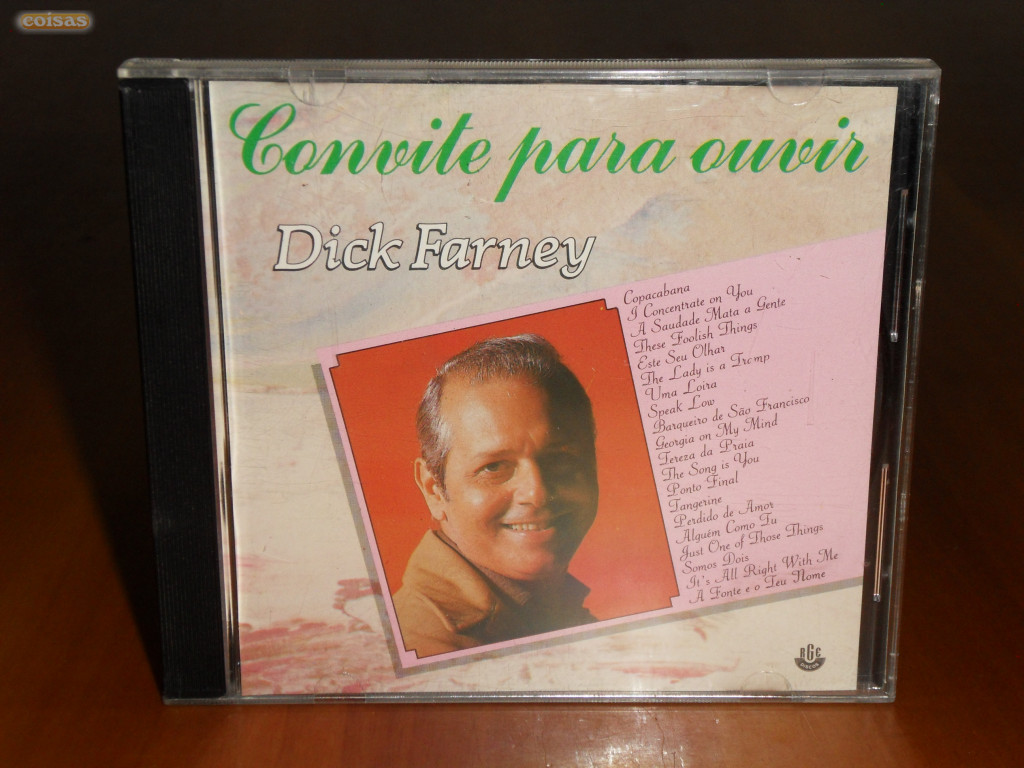 coisas
Convite para ouvir
Dick Farney
Copacabana
I Concentrate on You
A Saudade Mata a Gente
These Foolish Things
Este Seu Olhar
The Lady is a Tramp
Uma Loira
Speak Low
Barqueiro de São Francisco
Georgia on My Mind
Tereza da Praia
The Song is You
Ponto Final
Tangerine
Perdido de Amor
Alguém Como Tu
Just One of Those Things
Somos Dois
It's All Right With Me
A Fonte e o Teu Nome
RGE
DISCOS